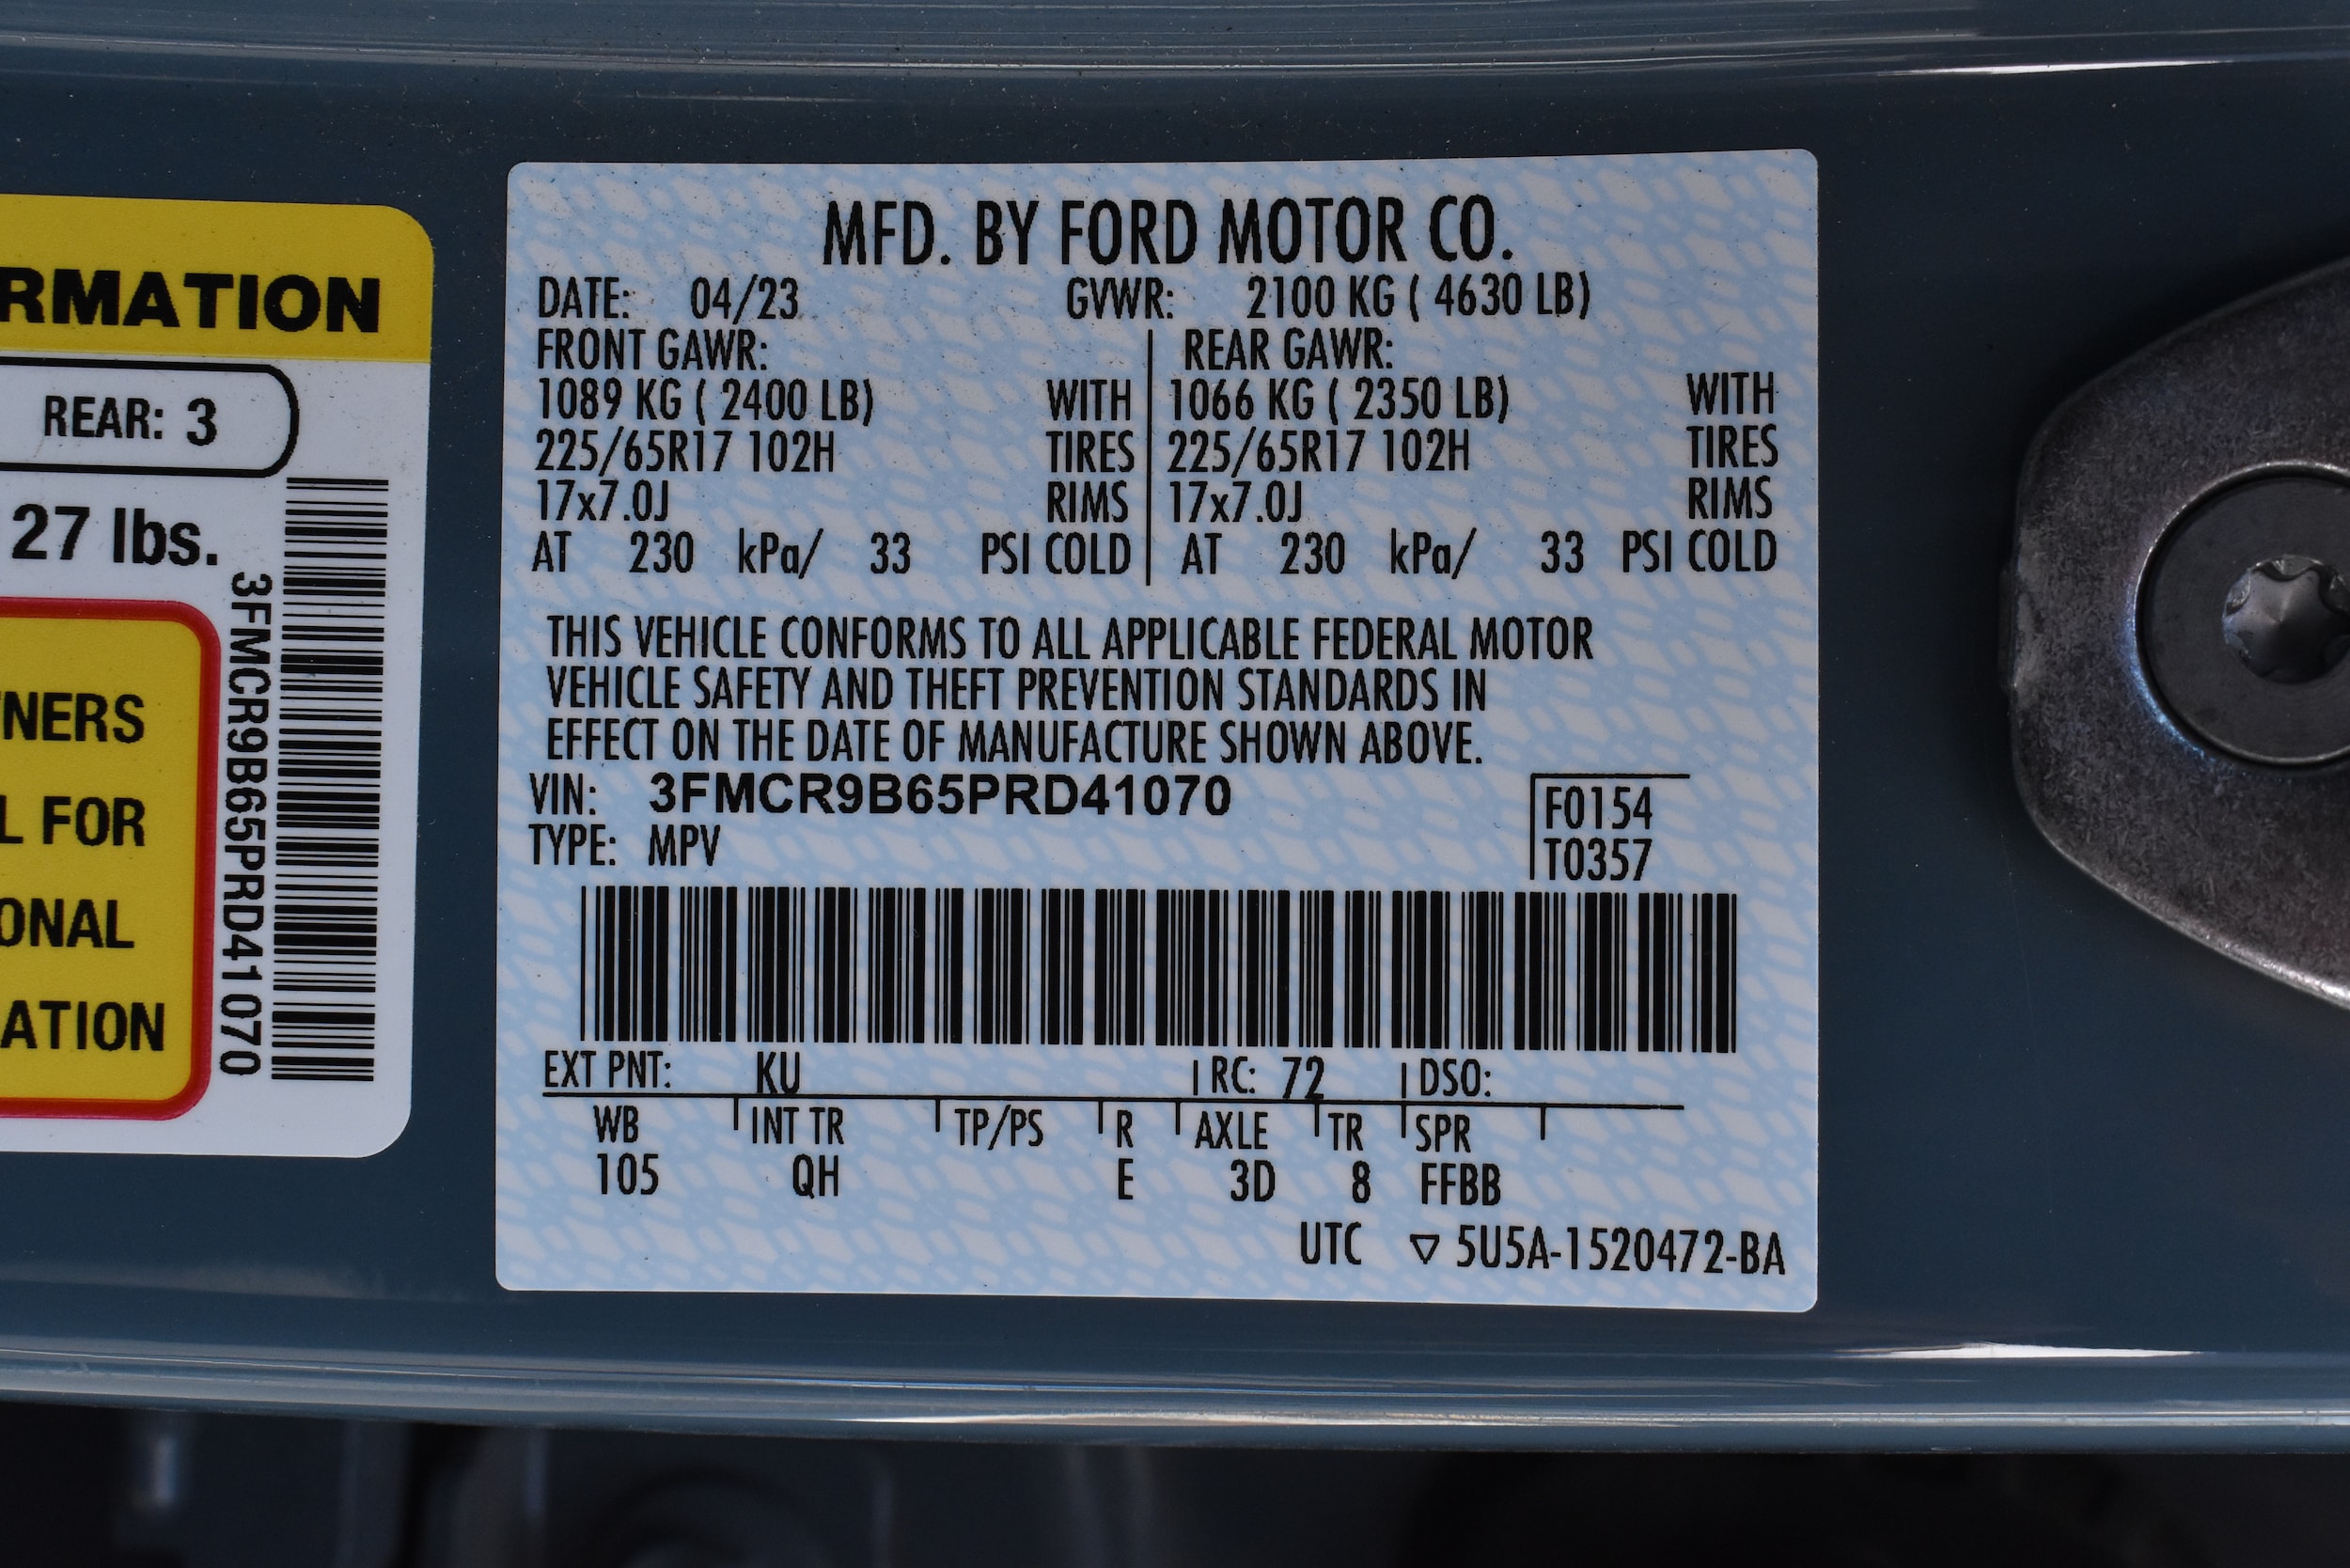 RMATION
REAR: 3
27 lbs.
NERS
L FOR
ONAL
ATION
3FMCR9B65PRD41070
MFD. BY FORD MOTOR CO.
DATE: 04/23 GVWR: 2100 KG ( 4630 LB)
FRONT GAWR: REAR GAWR:
1089 KG ( 2400 LB) WITH 1066 KG ( 2350 LB) WITH
225/65R17 102H TIRES 225/65R17 102H TIRES
17x7.0J RIMS 17x7.0J RIMS
AT 230 kPa/ 33 PSI COLD AT 230 kPa/ 33 PSI COLD
THIS VEHICLE CONFORMS TO ALL APPLICABLE FEDERAL MOTOR
VEHICLE SAFETY AND THEFT PREVENTION STANDARDS IN
EFFECT ON THE DATE OF MANUFACTURE SHOWN ABOVE.
VIN: 3FMCR9B65PRD41070 F0154
TYPE: MPV T0357
EXT PNT: KU RC: 72 DSO:
WB INT TR TP/PS R AXLE TR SPR
105 QH E 3D 8 FFBB
UTC ▽ 5U5A-1520472-BA